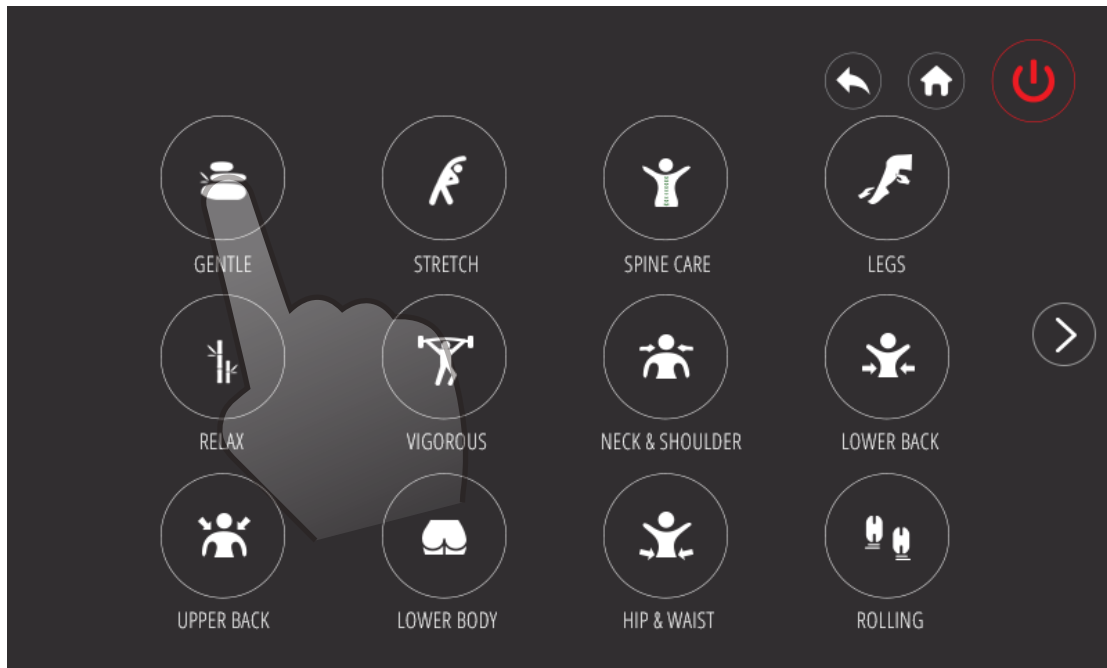 GENTLE
STRETCH
SPINE CARE
LEGS
RELAX
VIGOROUS
NECK & SHOULDER
LOWER BACK
UPPER BACK
LOWER BODY
HIP & WAIST
ROLLING